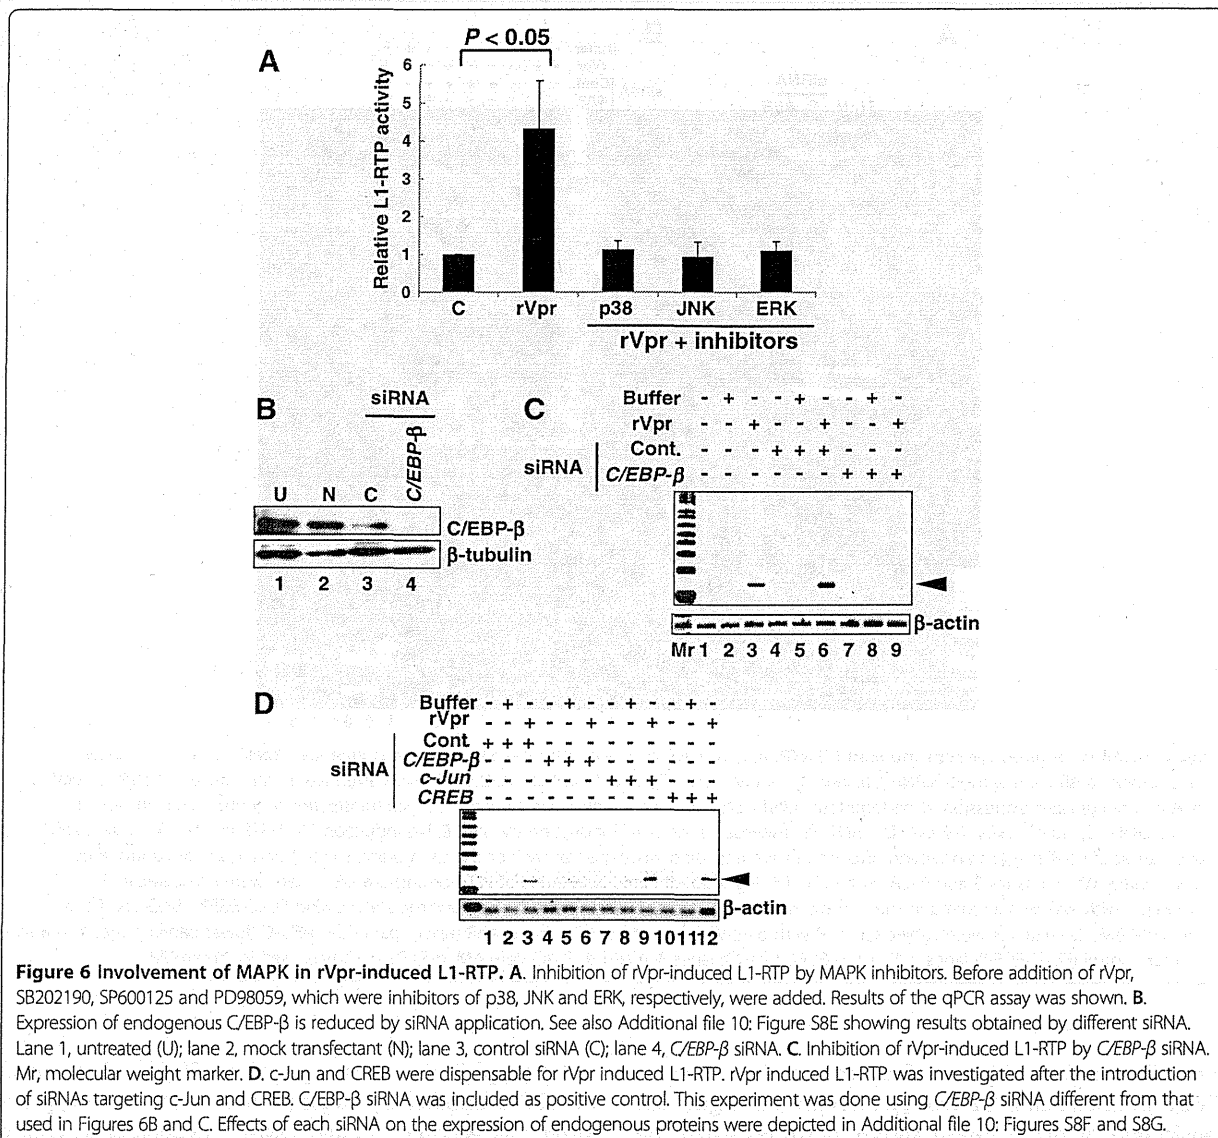 A
P < 0.05
Relative L1-RTP activity
6
5
4
3
2
1
0
C rVpr p38 JNK ERK
rVpr + inhibitors
B
siRNA
U N C C/EBP-β
C/EBP-β
β-tubulin
1 2 3 4
C
Buffer - + - - + - - + -
rVpr - - + - - + - - +
siRNA
Cont. - - - + + + - - -
C/EBP-β - - - - - - + + +
β-actin
Mr 1 2 3 4 5 6 7 8 9
D
Buffer - + - - + - - + - - + -
rVpr - - + - - + - - + - - +
siRNA
Cont. + + + - - - - - - - - -
C/EBP-β - - - + + + - - - - - -
c-Jun - - - - - - + + + - - -
CREB - - - - - - - - - + + +
β-actin
1 2 3 4 5 6 7 8 9 10 11 12
Figure 6 Involvement of MAPK in rVpr-induced L1-RTP. A. Inhibition of rVpr-induced L1-RTP by MAPK inhibitors. Before addition of rVpr,
SB202190, SP600125 and PD98059, which were inhibitors of p38, JNK and ERK, respectively, were added. Results of the qPCR assay was shown. B.
Expression of endogenous C/EBP-β is reduced by siRNA application. See also Additional file 10: Figure S8E showing results obtained by different siRNA.
Lane 1, untreated (U); lane 2, mock transfectant (N); lane 3, control siRNA (C); lane 4, C/EBP-β siRNA. C. Inhibition of rVpr-induced L1-RTP by C/EBP-β siRNA.
Mr, molecular weight marker. D. c-Jun and CREB were dispensable for rVpr induced L1-RTP. rVpr induced L1-RTP was investigated after the introduction
of siRNAs targeting c-Jun and CREB. C/EBP-β siRNA was included as positive control. This experiment was done using C/EBP-β siRNA different from that
used in Figures 6B and C. Effects of each siRNA on the expression of endogenous proteins were depicted in Additional file 10: Figures S8F and S8G.